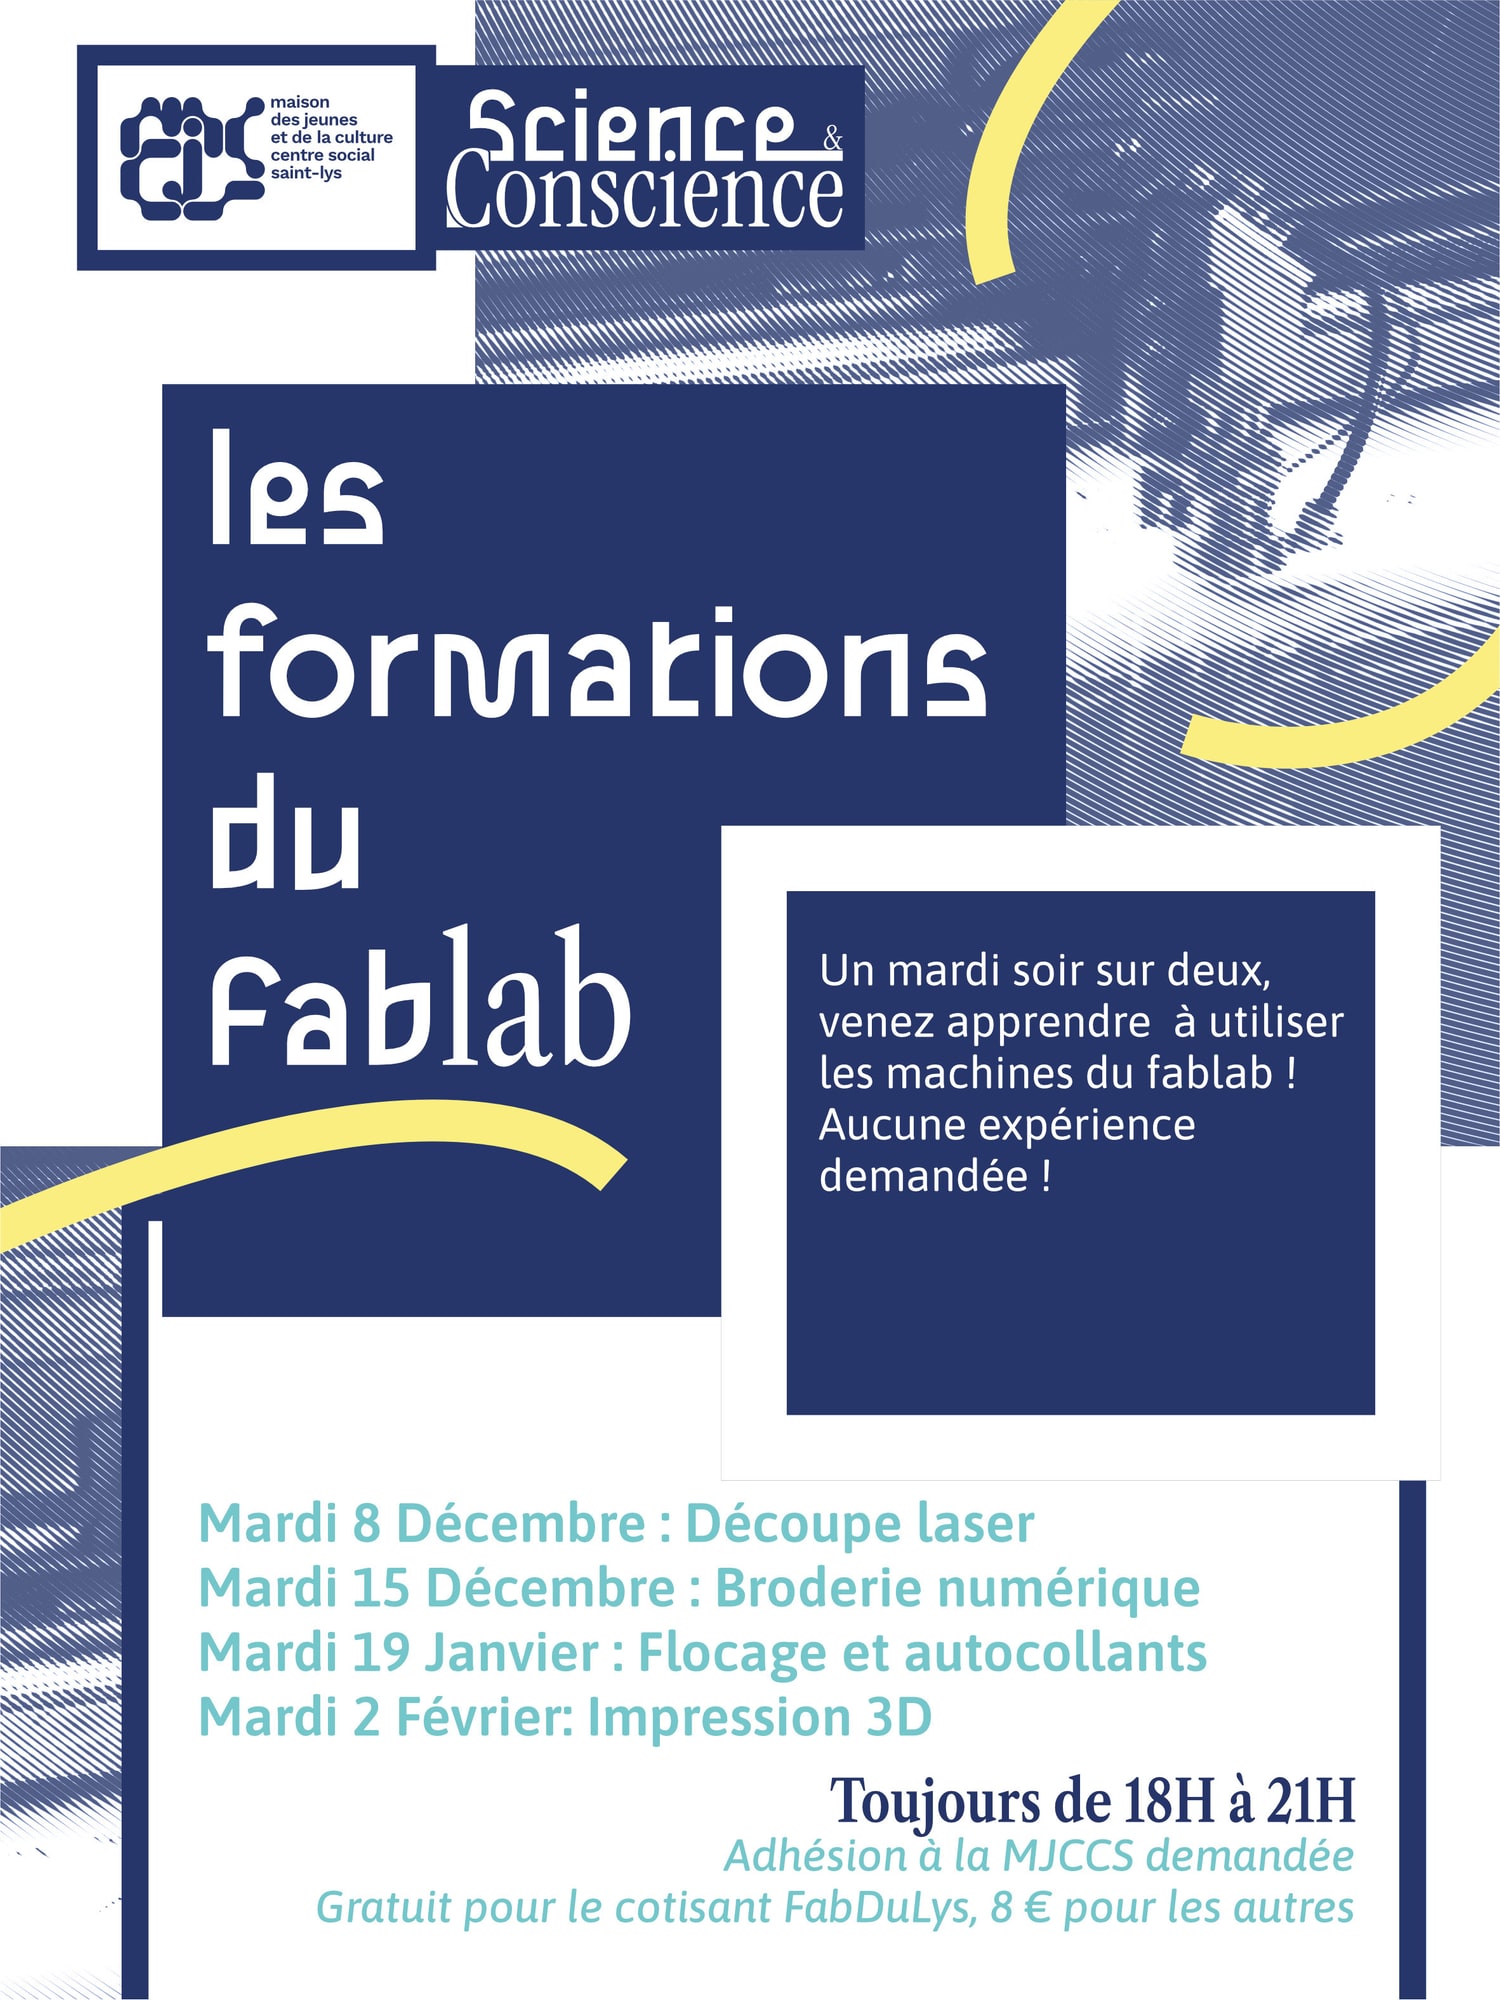 maison
des jeunes
et de la culture
centre social
saint-lys
Science &
Conscience
les
formations
du
fablab
Un mardi soir sur deux,
venez apprendre à utiliser
les machines du fablab !
Aucune expérience
demandée !
Mardi 8 Décembre : Découpe laser
Mardi 15 Décembre : Broderie numérique
Mardi 19 Janvier : Flocage et autocollants
Mardi 2 Février: Impression 3D
Toujours de 18H à 21H
Adhésion à la MJCCS demandée
Gratuit pour le cotisant FabDuLys, 8 € pour les autres